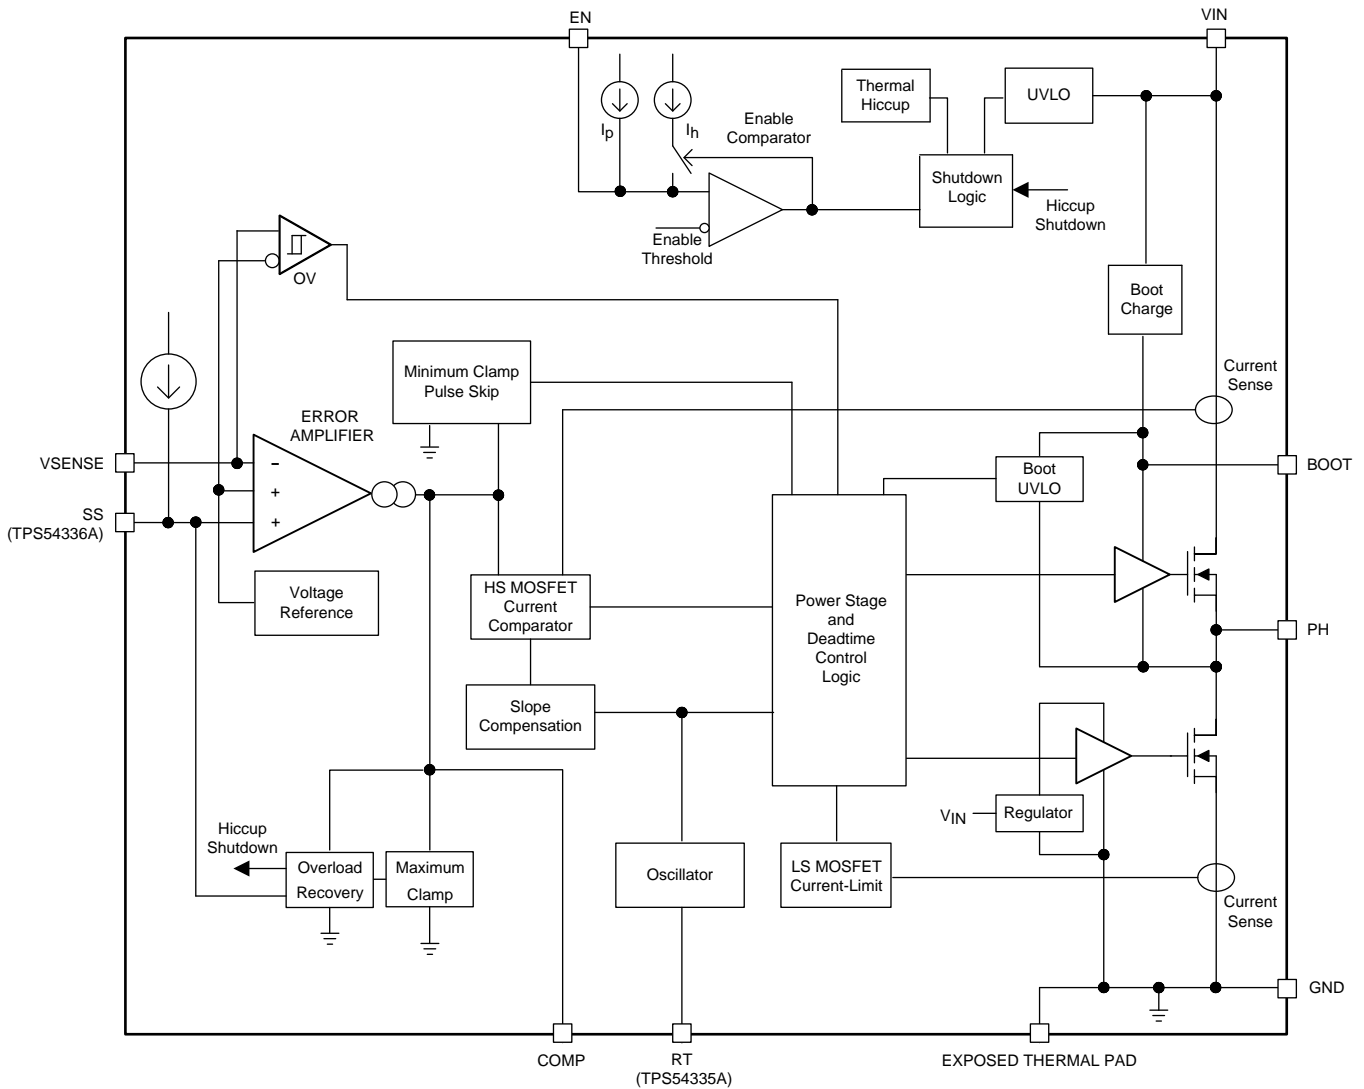 EN
VIN
Thermal
Hiccup
UVLO
Ip
Ih
Enable
Comparator
Shutdown
Logic
Hiccup
Shutdown
Enable
Threshold
OV
Boot
Charge
Current
Sense
Minimum Clamp
Pulse Skip
ERROR
AMPLIFIER
VSENSE
−
+
+
SS
(TPS54336A)
Boot
UVLO
BOOT
Voltage
Reference
HS MOSFET
Current
Comparator
Power Stage
and
Deadtime
Control
Logic
PH
Slope
Compensation
VIN
Regulator
Hiccup
Shutdown
Overload
Recovery
Maximum
Clamp
Oscillator
LS MOSFET
Current-Limit
Current
Sense
GND
COMP
RT
(TPS54335A)
EXPOSED THERMAL PAD